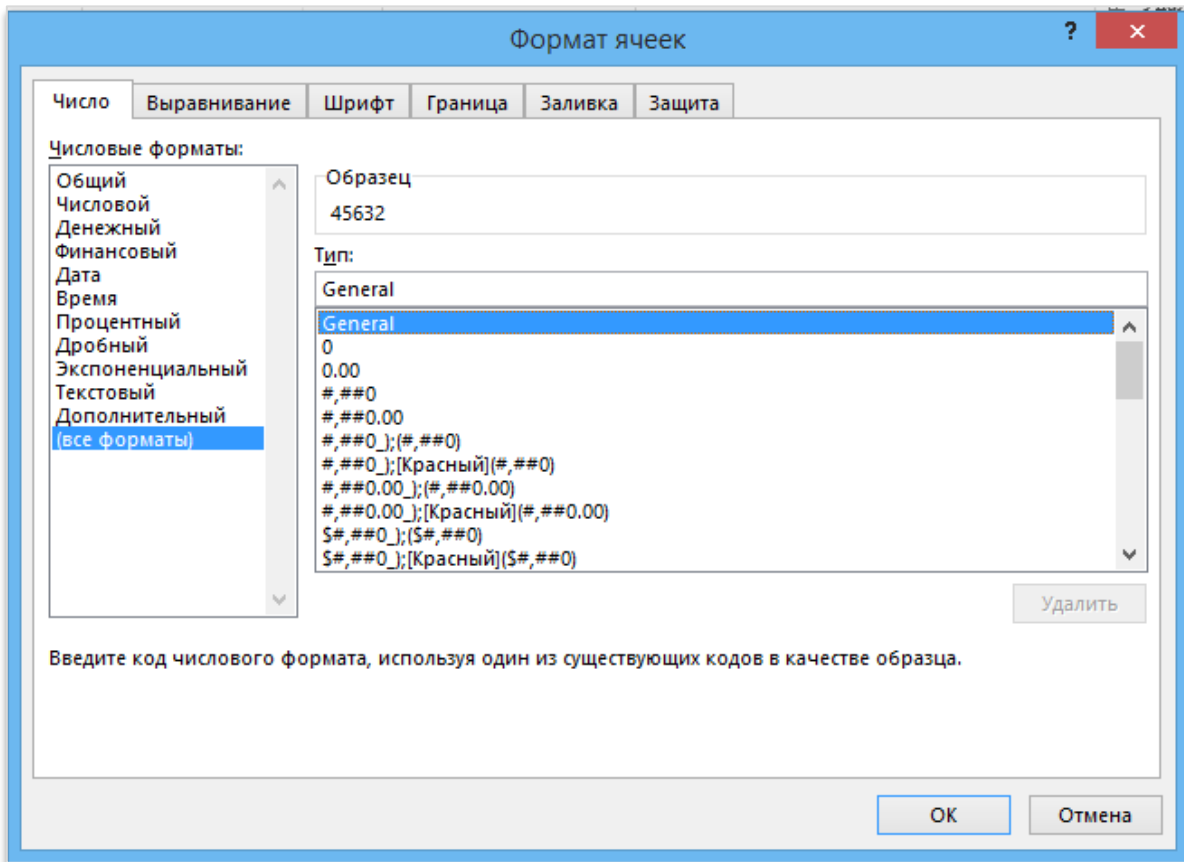 Формат ячеек
?
Число Выравнивание Шрифт Граница Заливка Защита
Числовые форматы:
Общий
Числовой
Денежный
Финансовый
Дата
Время
Процентный
Дробный
Экспоненциальный
Текстовый
Дополнительный
(все форматы)
Образец
45632
Тип:
General
General
0
0.00
#,##0
#,##0.00
#,##0_);(#,##0)
#,##0_);[Красный](#,##0)
#,##0.00_);(#,##0.00)
#,##0.00_);[Красный](#,##0.00)
$#,##0_);($#,##0)
$#,##0_);[Красный]($#,##0)
Удалить
Введите код числового формата, используя один из существующих кодов в качестве образца.
ОК Отмена